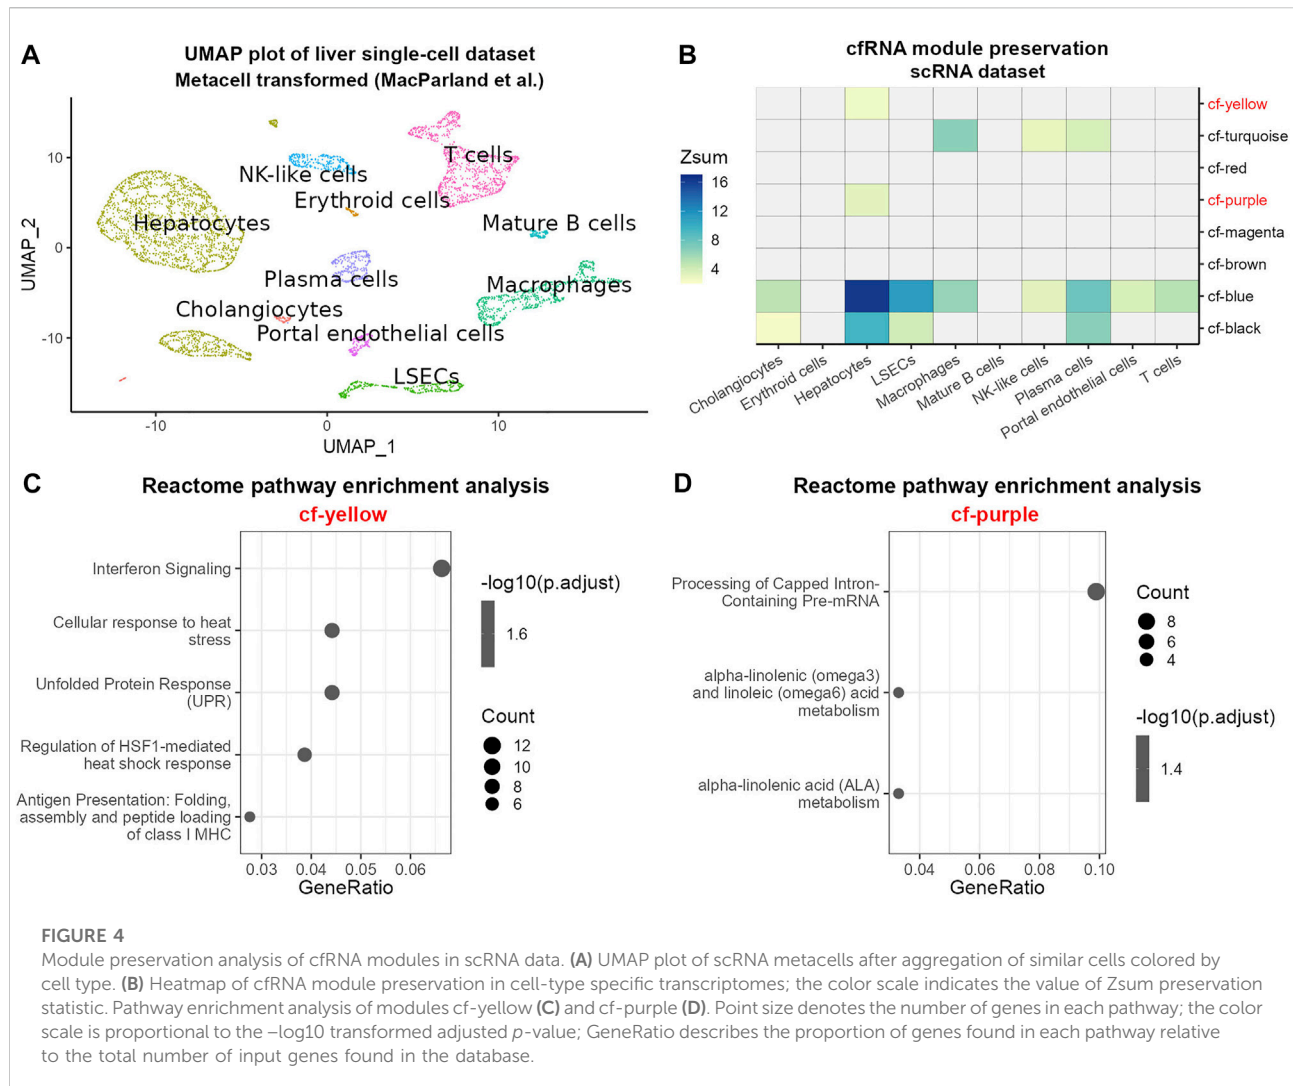 A
UMAP plot of liver single-cell dataset
Metacell transformed (MacParland et al.)
UMAP_2
10
0
-10
T cells
NK-like cells
Erythroid cells
Hepatocytes
Mature B cells
Plasma cells
Macrophages
Cholangiocytes
Portal endothelial cells
LSECs
-10
0
10
UMAP_1
B
cfRNA module preservation
scRNA dataset
Zsum
16
12
8
4
cf-yellow
cf-turquoise
cf-red
cf-purple
cf-magenta
cf-brown
cf-blue
cf-black
Cholangiocytes
Erythroid cells
Hepatocytes
LSECs
Macrophages
Mature B cells
NK-like cells
Plasma cells
Portal endothelial cells
T cells
C
Reactome pathway enrichment analysis
cf-yellow
Interferon Signaling
Cellular response to heat
stress
Unfolded Protein Response
(UPR)
Regulation of HSF1-mediated
heat shock response
Antigen Presentation: Folding,
assembly and peptide loading
of class I MHC
0.03
0.04
0.05
0.06
GeneRatio
-log10(p.adjust)
1.6
Count
12
10
8
6
D
Reactome pathway enrichment analysis
cf-purple
Processing of Capped Intron-
Containing Pre-mRNA
alpha-linolenic (omega3)
and linoleic (omega6) acid
metabolism
alpha-linolenic acid (ALA)
metabolism
0.04
0.06
0.08
0.10
GeneRatio
Count
8
6
4
-log10(p.adjust)
1.4
FIGURE 4
Module preservation analysis of cfRNA modules in scRNA data. (A) UMAP plot of scRNA metacells after aggregation of similar cells colored by
cell type. (B) Heatmap of cfRNA module preservation in cell-type specific transcriptomes; the color scale indicates the value of Zsum preservation
statistic. Pathway enrichment analysis of modules cf-yellow (C) and cf-purple (D). Point size denotes the number of genes in each pathway; the color
scale is proportional to the –log10 transformed adjusted p-value; GeneRatio describes the proportion of genes found in each pathway relative
to the total number of input genes found in the database.